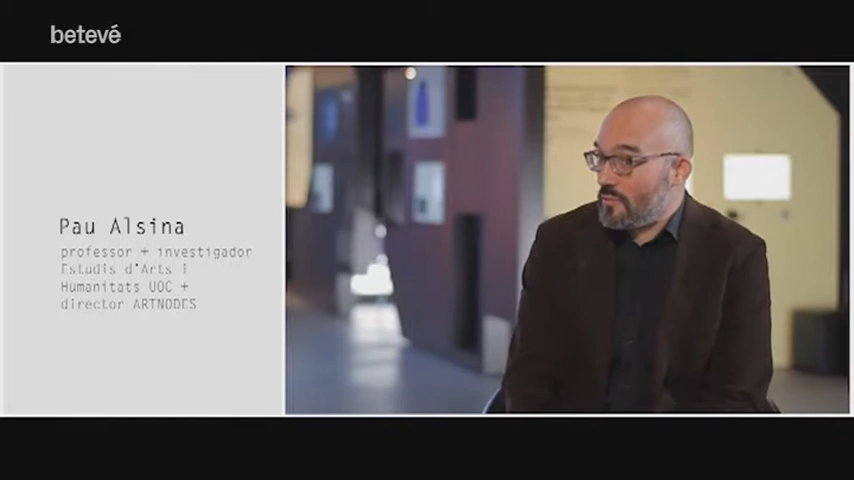 betevé
Pau Alsina
professor + investigador
Estudis d'Arts i
Humanitats UOC +
director ARTNODES